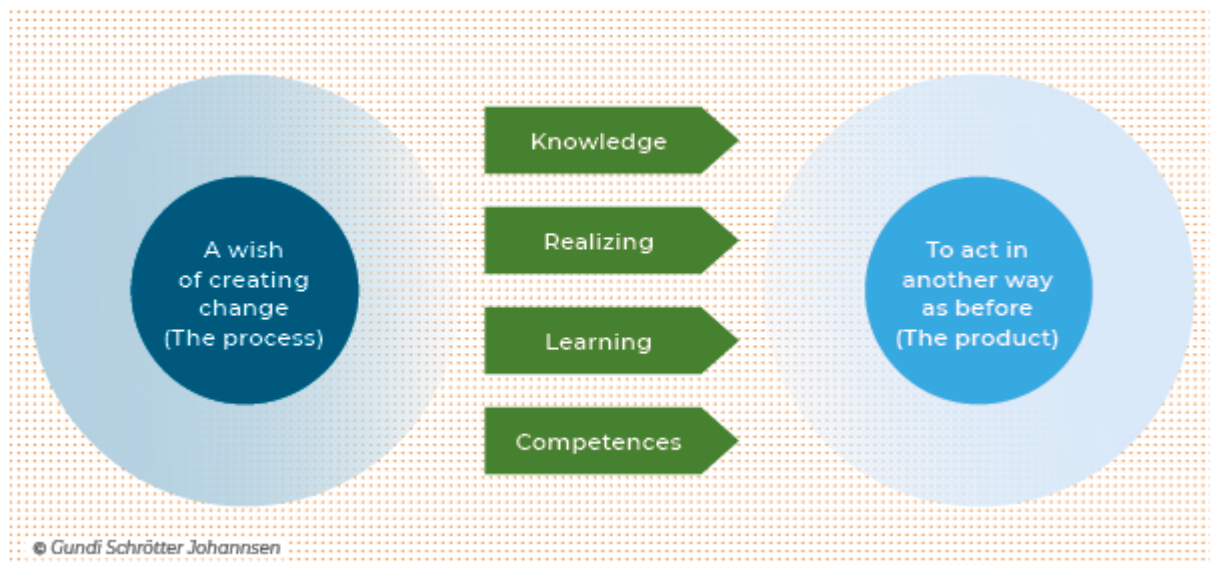 A wish
of creating
change
(The process)
Knowledge
Realizing
Learning
Competences
To act in
another way
as before
(The product)
© Gundi Schrötter Johannsen